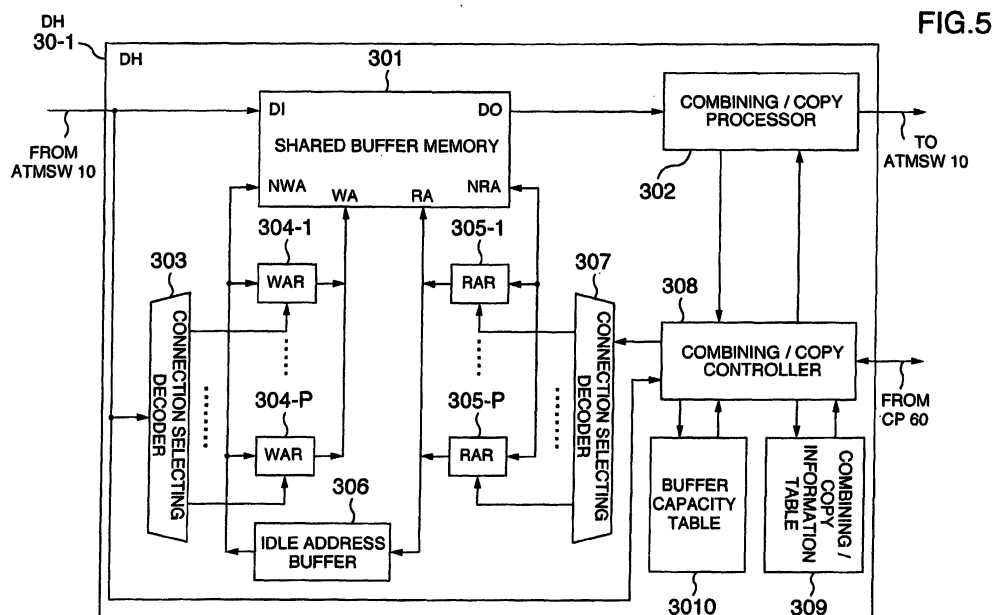 FIG.5
DH
30-1
DH
301
DI
DO
SHARED BUFFER MEMORY
NWA
WA
RA
NRA
FROM
ATMSW 10
COMBINING / COPY
PROCESSOR
302
TO
ATMSW 10
303
CONNECTION SELECTING
DECODER
304-1
WAR
304-P
WAR
305-1
RAR
305-P
RAR
306
IDLE ADDRESS
BUFFER
307
CONNECTION SELECTING
DECODER
308
COMBINING / COPY
CONTROLLER
FROM
CP 60
BUFFER
CAPACITY
TABLE
3010
COMBINING /
COPY
INFORMATION
TABLE
309